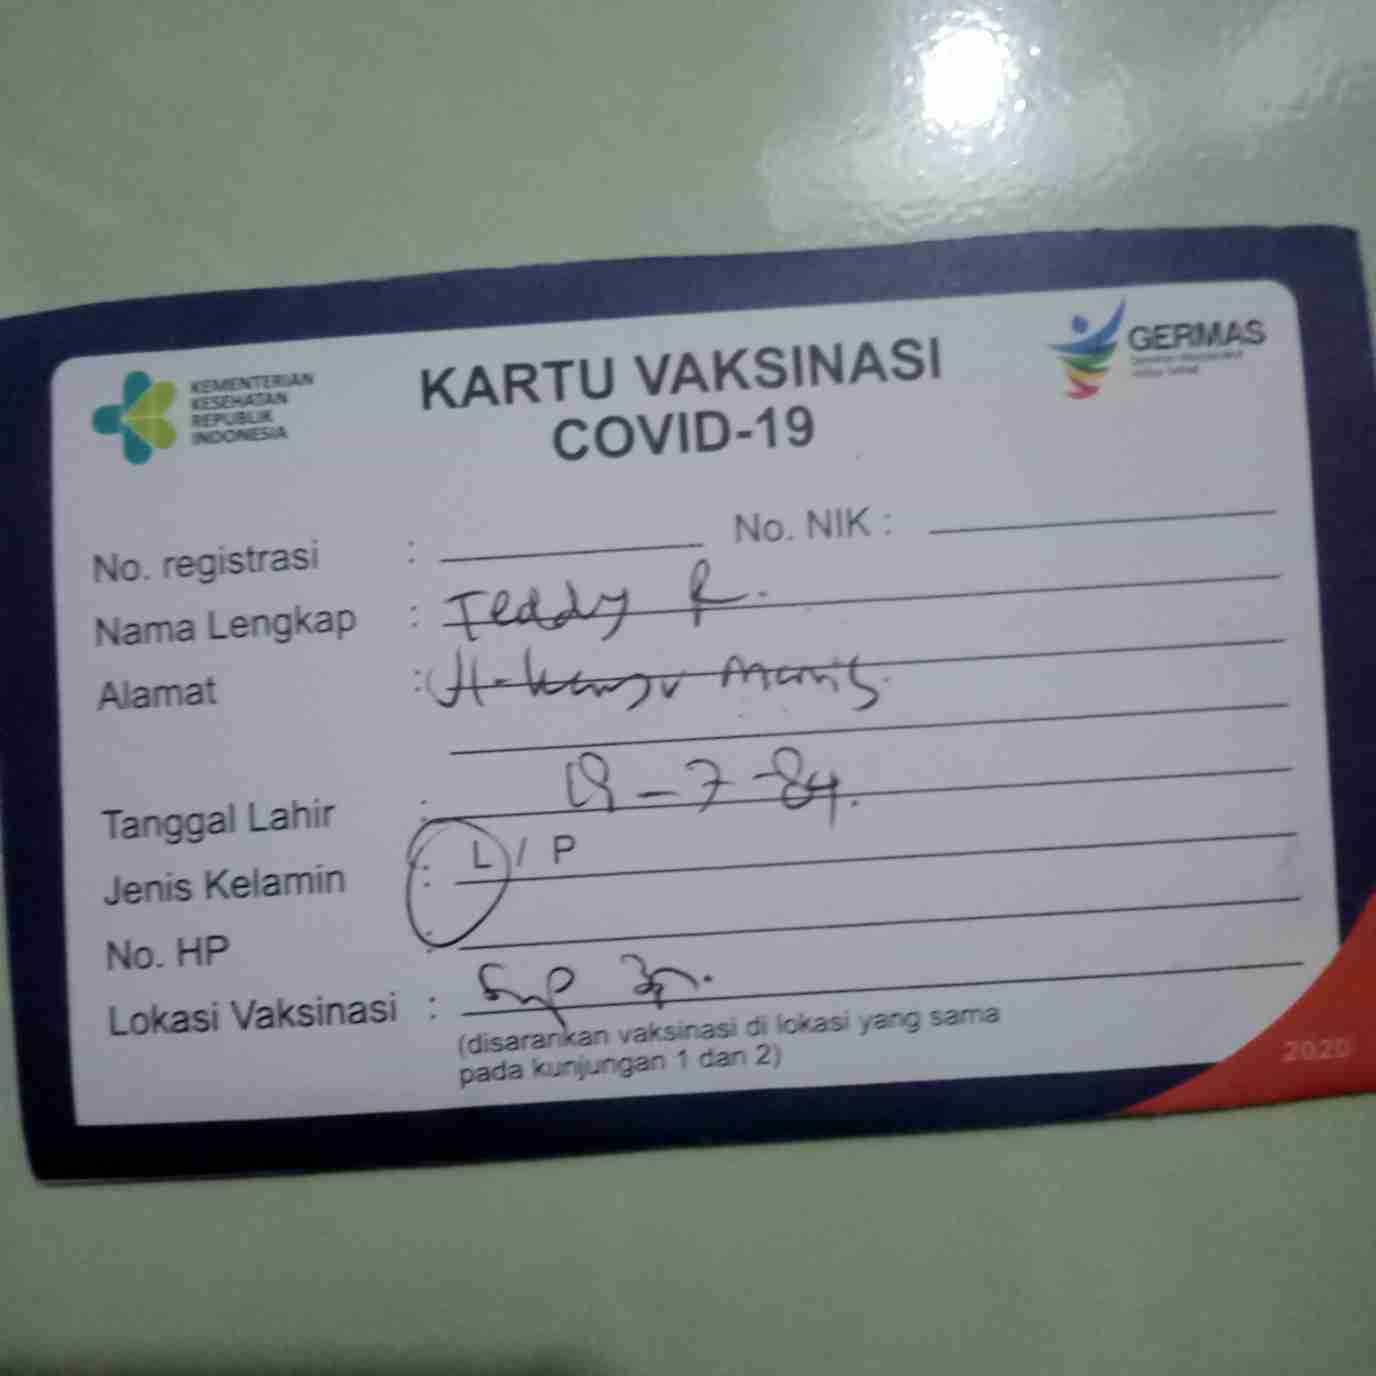 KEMENTERIAN
KESEHATAN
REPUBLIK
INDONESIA
KARTU VAKSINASI
COVID-19
GERMAS
No. registrasi : No. NIK :
Nama Lengkap : Teddy R.
Alamat :
Tanggal Lahir : 19-7-84.
Jenis Kelamin : L / P
No. HP :
Lokasi Vaksinasi :
(disarankan vaksinasi di lokasi yang sama
pada kunjungan 1 dan 2)
2020